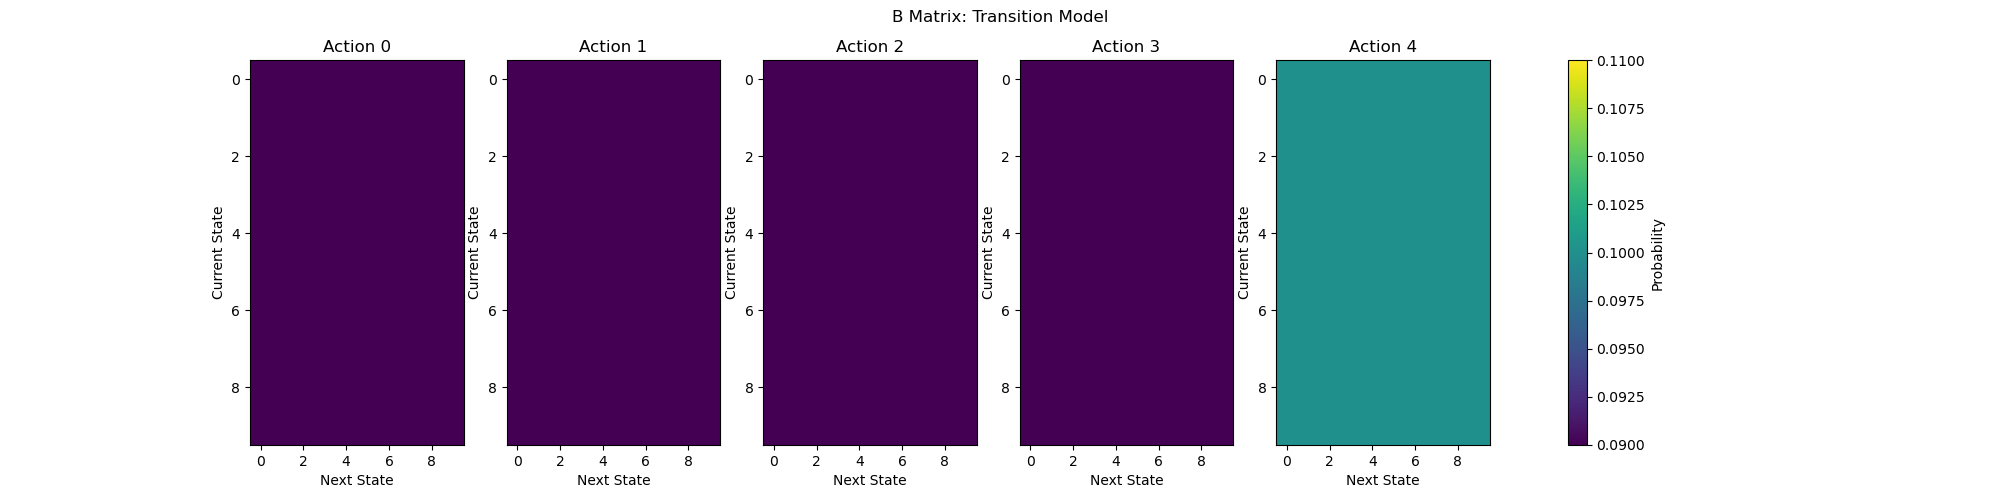 B Matrix: Transition Model
Action 0
Action 1
Action 2
Action 3
Action 4
Current State
0
2
4
6
8
0 2 4 6 8
Next State
Current State
0
2
4
6
8
0 2 4 6 8
Next State
Current State
0
2
4
6
8
0 2 4 6 8
Next State
Current State
0
2
4
6
8
0 2 4 6 8
Next State
Current State
0
2
4
6
8
0 2 4 6 8
Next State
0.1100
0.1075
0.1050
0.1025
0.1000
0.0975
0.0950
0.0925
0.0900
Probability